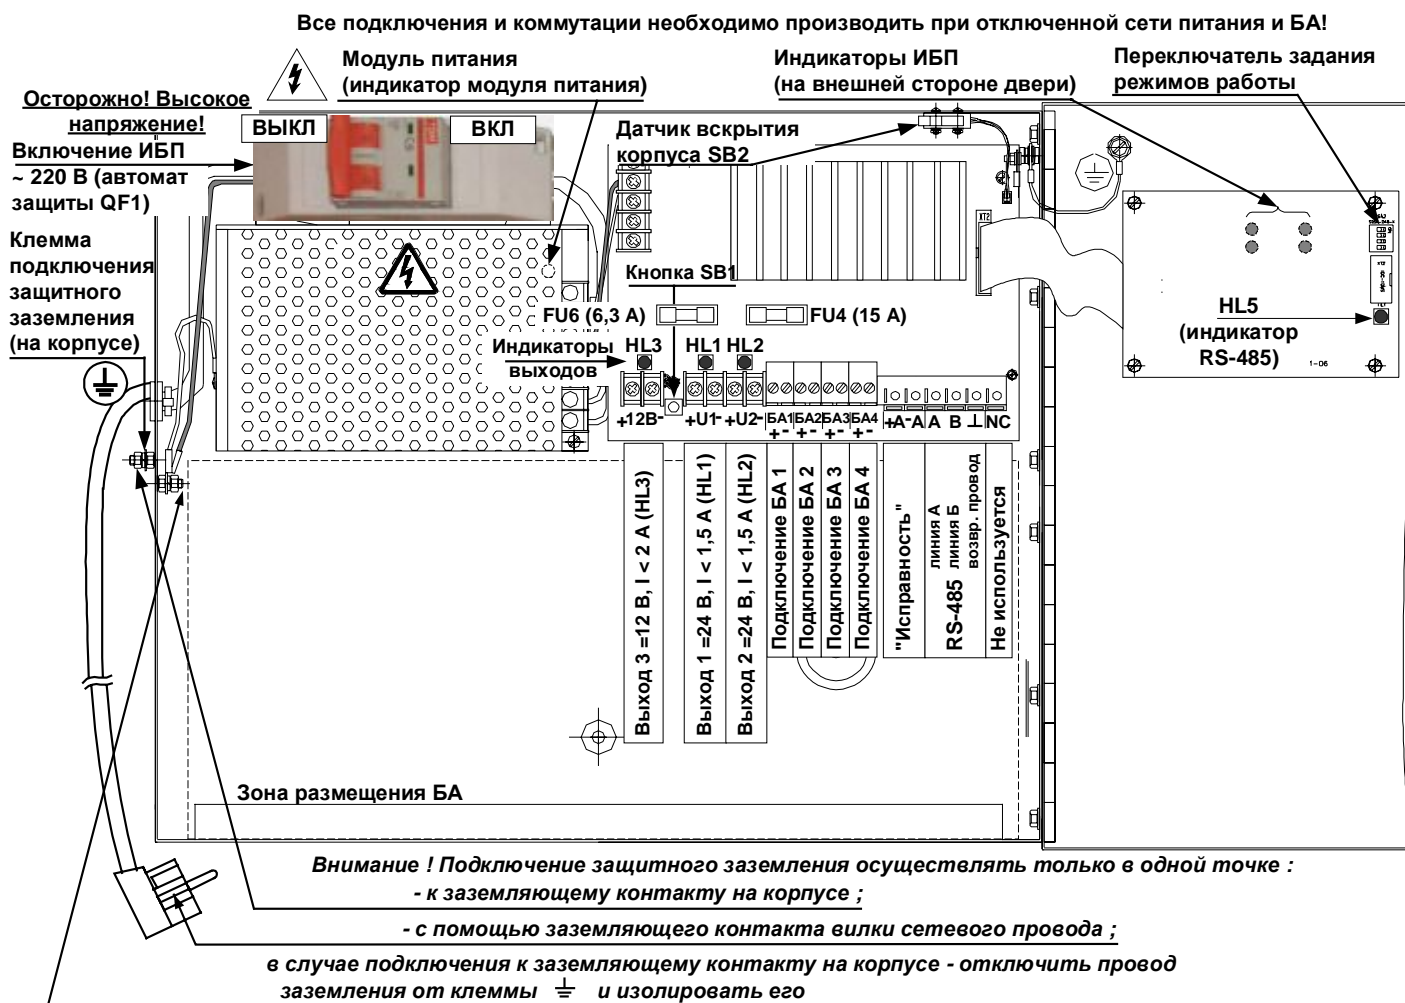 Все подключения и коммутации необходимо производить при отключенной сети питания и БА!
Модуль питания
(индикатор модуля питания)
Индикаторы ИБП
(на внешней стороне двери)
Переключатель задания
режимов работы
Осторожно! Высокое
напряжение!
ВЫКЛ
ВКЛ
Включение ИБП
~ 220 В (автомат
защиты QF1)
Датчик вскрытия
корпуса SB2
XT2
Клемма
подключения
защитного
заземления
(на корпусе)
Кнопка SB1
FU6 (6,3 А)
FU4 (15 А)
HL5
(индикатор
RS-485)
1-06
Индикаторы
выходов
HL3
HL1
HL2
+12В-
+U1-
+U2-
БА1
БА2
БА3
БА4
+-
+-
+-
+-
+А-А
А
В
⊥
NC
Выход 3 =12 В, I < 2 А (HL3)
Выход 1 =24 В, I < 1,5 А (HL1)
Выход 2 =24 В, I < 1,5 А (HL2)
Подключение БА 1
Подключение БА 2
Подключение БА 3
Подключение БА 4
"Исправность"
RS-485
линия А
линия Б
возвр. провод
Не используется
Зона размещения БА
Внимание ! Подключение защитного заземления осуществлять только в одной точке :
- к заземляющему контакту на корпусе ;
- с помощью заземляющего контакта вилки сетевого провода ;
в случае подключения к заземляющему контакту на корпусе - отключить провод
заземления от клеммы ⏚ и изолировать его